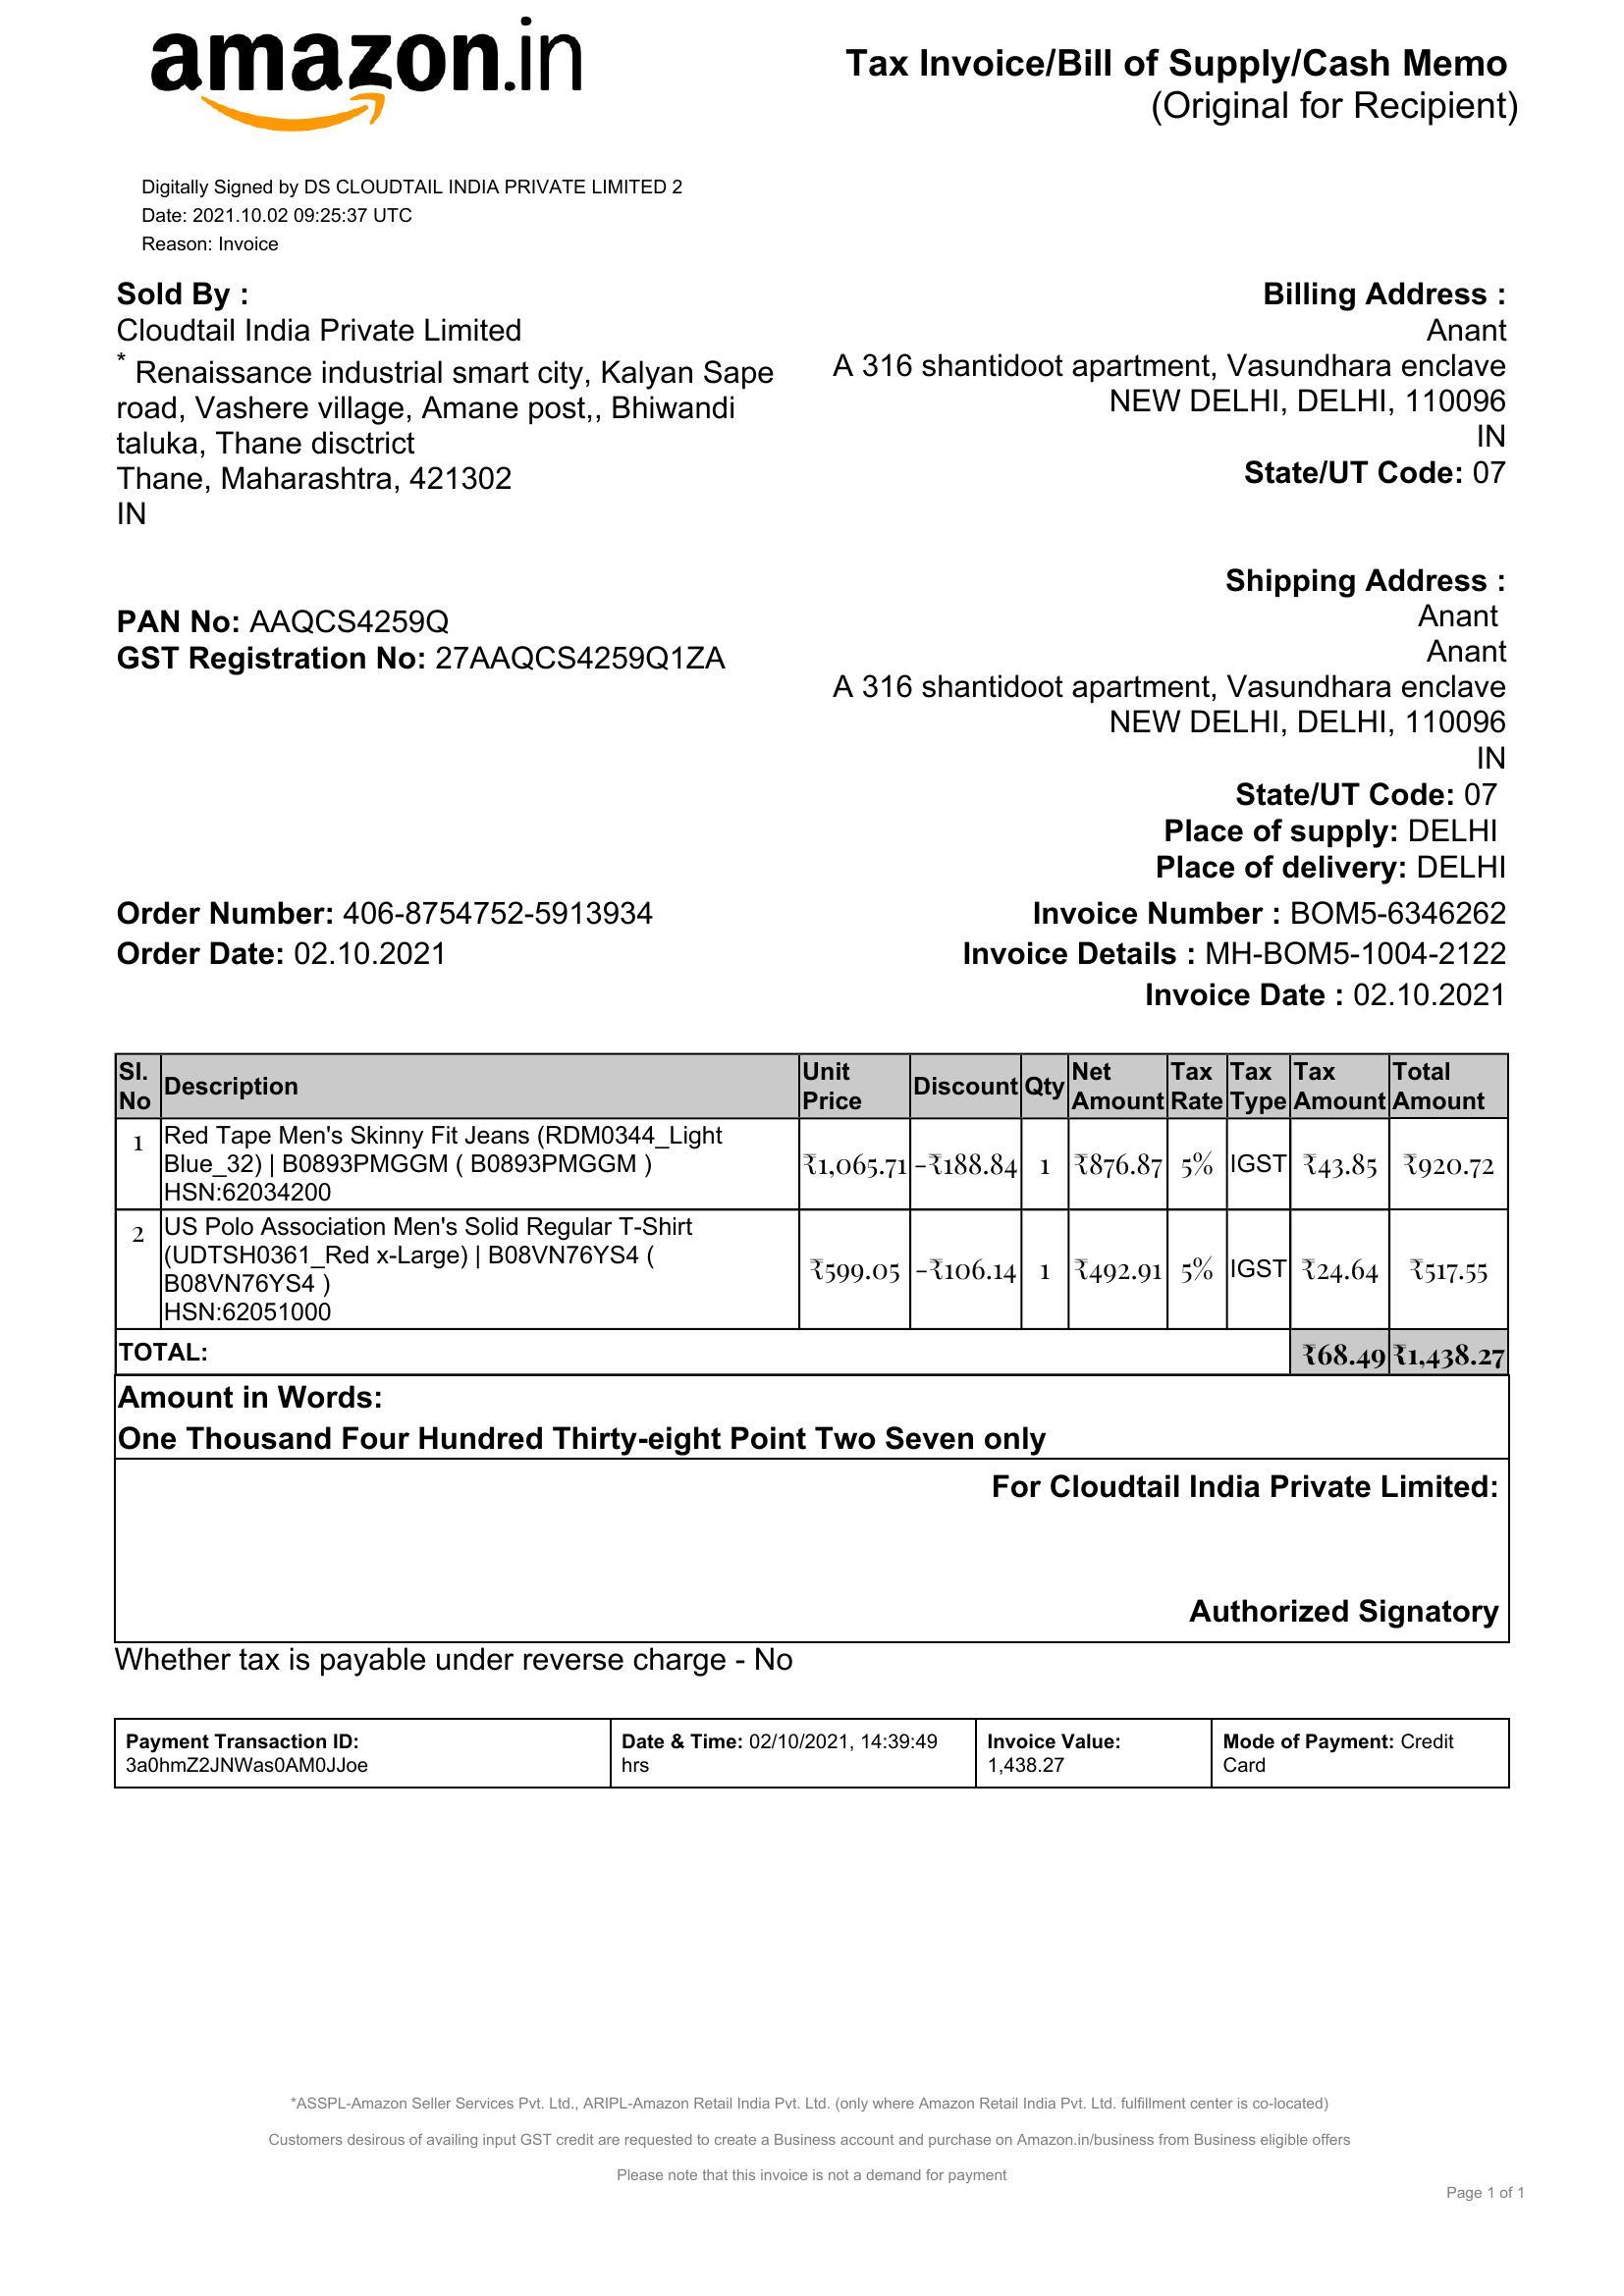 amazon.in
Tax Invoice/Bill of Supply/Cash Memo
(Original for Recipient)
Digitally Signed by DS CLOUDTAIL INDIA PRIVATE LIMITED 2
Date: 2021.10.02 09:25:37 UTC
Reason: Invoice
Sold By :
Cloudtail India Private Limited
* Renaissance industrial smart city, Kalyan Sape
road, Vashere village, Amane post,, Bhiwandi
taluka, Thane disctrict
Thane, Maharashtra, 421302
IN
PAN No: AAQCS4259Q
GST Registration No: 27AAQCS4259Q1ZA
Billing Address :
Anant
A 316 shantidoot apartment, Vasundhara enclave
NEW DELHI, DELHI, 110096
IN
State/UT Code: 07
Shipping Address :
Anant
Anant
A 316 shantidoot apartment, Vasundhara enclave
NEW DELHI, DELHI, 110096
IN
State/UT Code: 07
Place of supply: DELHI
Place of delivery: DELHI
Order Number: 406-8754752-5913934
Order Date: 02.10.2021
Invoice Number : BOM5-6346262
Invoice Details : MH-BOM5-1004-2122
Invoice Date : 02.10.2021
Sl. No Description Unit Price Discount Qty Net Amount Tax Rate Tax Type Tax Amount Total Amount
1 Red Tape Men's Skinny Fit Jeans (RDM0344_Light
Blue_32) | B0893PMGGM ( B0893PMGGM )
HSN:62034200
₹1,065.71 -₹188.84 1 ₹876.87 5% IGST ₹43.85 ₹920.72
2 US Polo Association Men's Solid Regular T-Shirt
(UDTSH0361_Red x-Large) | B08VN76YS4 (
B08VN76YS4 )
HSN:62051000
₹599.05 -₹106.14 1 ₹492.91 5% IGST ₹24.64 ₹517.55
TOTAL: ₹68.49 ₹1,438.27
Amount in Words:
One Thousand Four Hundred Thirty-eight Point Two Seven only
For Cloudtail India Private Limited:
Authorized Signatory
Whether tax is payable under reverse charge - No
Payment Transaction ID:
3a0hmZ2JNWas0AM0JJoe
Date & Time: 02/10/2021, 14:39:49
hrs
Invoice Value:
1,438.27
Mode of Payment: Credit
Card
*ASSPL-Amazon Seller Services Pvt. Ltd., ARIPL-Amazon Retail India Pvt. Ltd. (only where Amazon Retail India Pvt. Ltd. fulfillment center is co-located)
Customers desirous of availing input GST credit are requested to create a Business account and purchase on Amazon.in/business from Business eligible offers
Please note that this invoice is not a demand for payment
Page 1 of 1